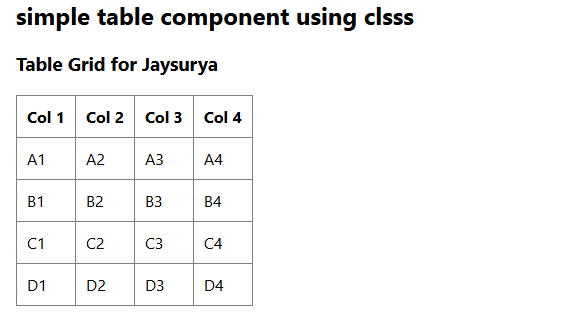 simple table component using clsss
Table Grid for Jaysurya
Col 1 Col 2 Col 3 Col 4
A1 A2 A3 A4
B1 B2 B3 B4
C1 C2 C3 C4
D1 D2 D3 D4